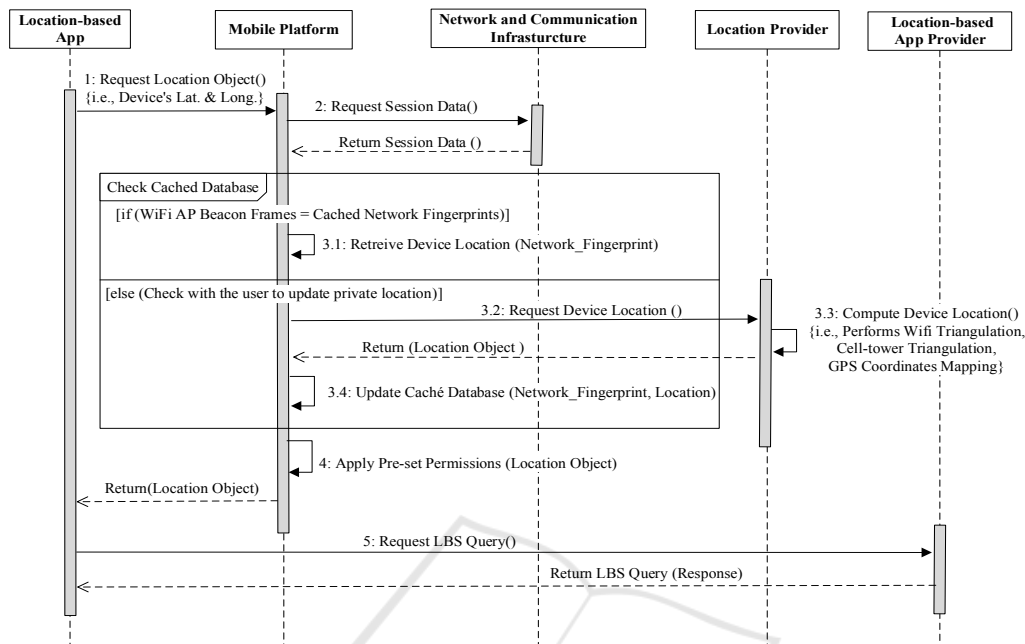 Location-based
App
Mobile Platform
Network and Communication
Infrasturcture
Location Provider
Location-based
App Provider
1: Request Location Object()
{i.e., Device's Lat. & Long.}
2: Request Session Data()
Return Session Data ()
Check Cached Database
[if (WiFi AP Beacon Frames = Cached Network Fingerprints)]
3.1: Retreive Device Location (Network_Fingerprint)
[else (Check with the user to update private location)]
3.2: Request Device Location ()
3.3: Compute Device Location()
{i.e., Performs Wifi Triangulation,
Cell-tower Triangulation,
GPS Coordinates Mapping}
Return (Location Object )
3.4: Update Caché Database (Network_Fingerprint, Location)
4: Apply Pre-set Permissions (Location Object)
Return(Location Object)
5: Request LBS Query()
Return LBS Query (Response)